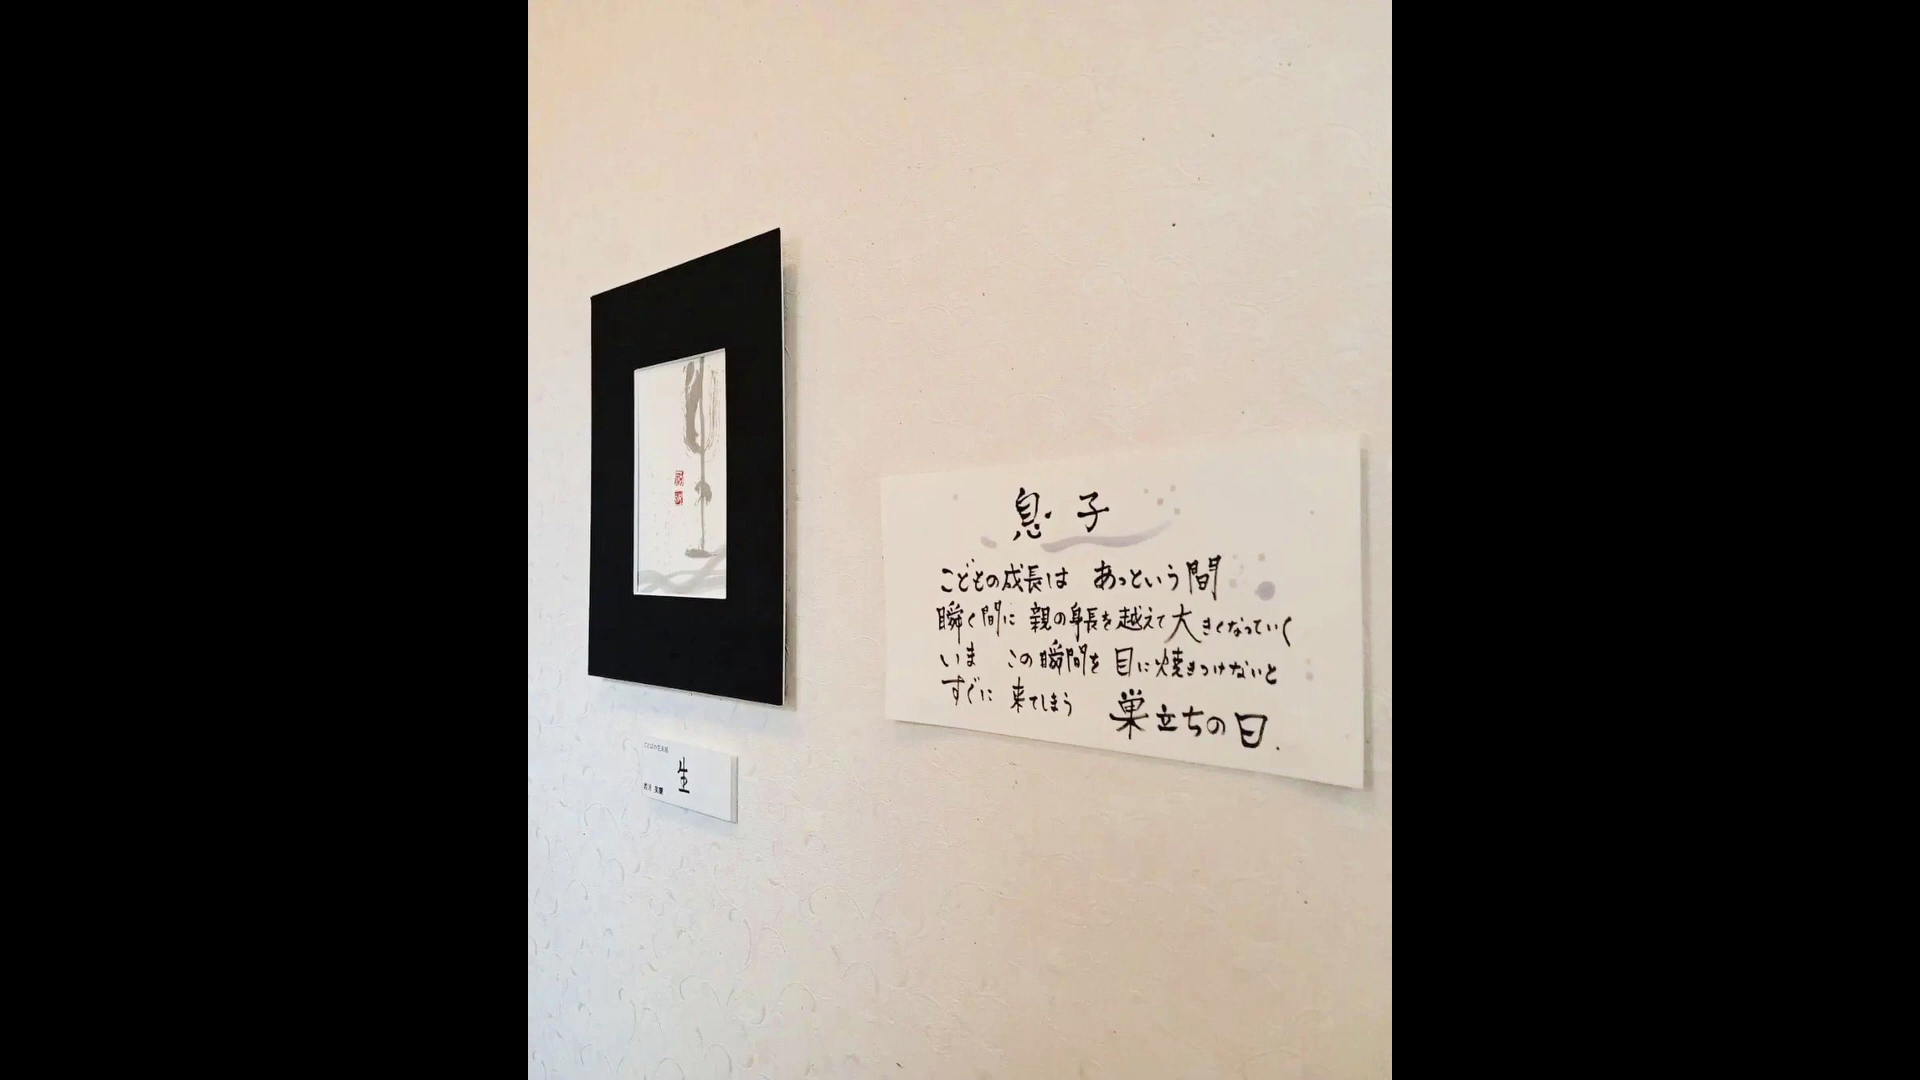 息子
こどもの成長は あっという間
瞬く間に 親の身長を越えて大きくなっていく
いま この瞬間を 目に焼きつけないと
すぐに 来てしまう 巣立ちの日.
生